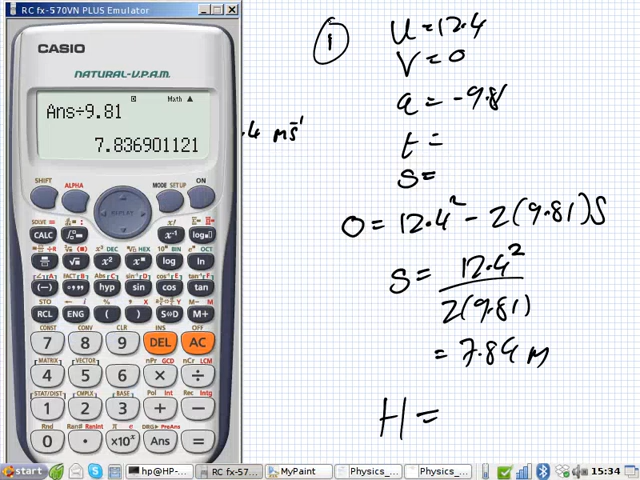 RC fx-570VN PLUS Emulator
CASIO
NATURAL-V.P.A.M.
Math ▲
Ans÷9.81
7.836901121
SHIFT ALPHA REPLAY MODE SETUP ON
CALC x⁻¹ log
√ x² log ln
(−) hyp sin cos tan
RCL ENG ( ) S⇔D M+
7 8 9 DEL AC
4 5 6 × ÷
1 2 3 + −
0 . ×10ˣ Ans =
.4 ms⁻¹
① u = 12.4
V = 0
a = -9.8
t =
s =
0 = 12.4² - 2(9.81)S
S = 12.4²
2(9.81)
= 7.84 m
H =
start
hp@HP-...
RC fx-57...
MyPaint
Physics_...
Physics_...
15:34